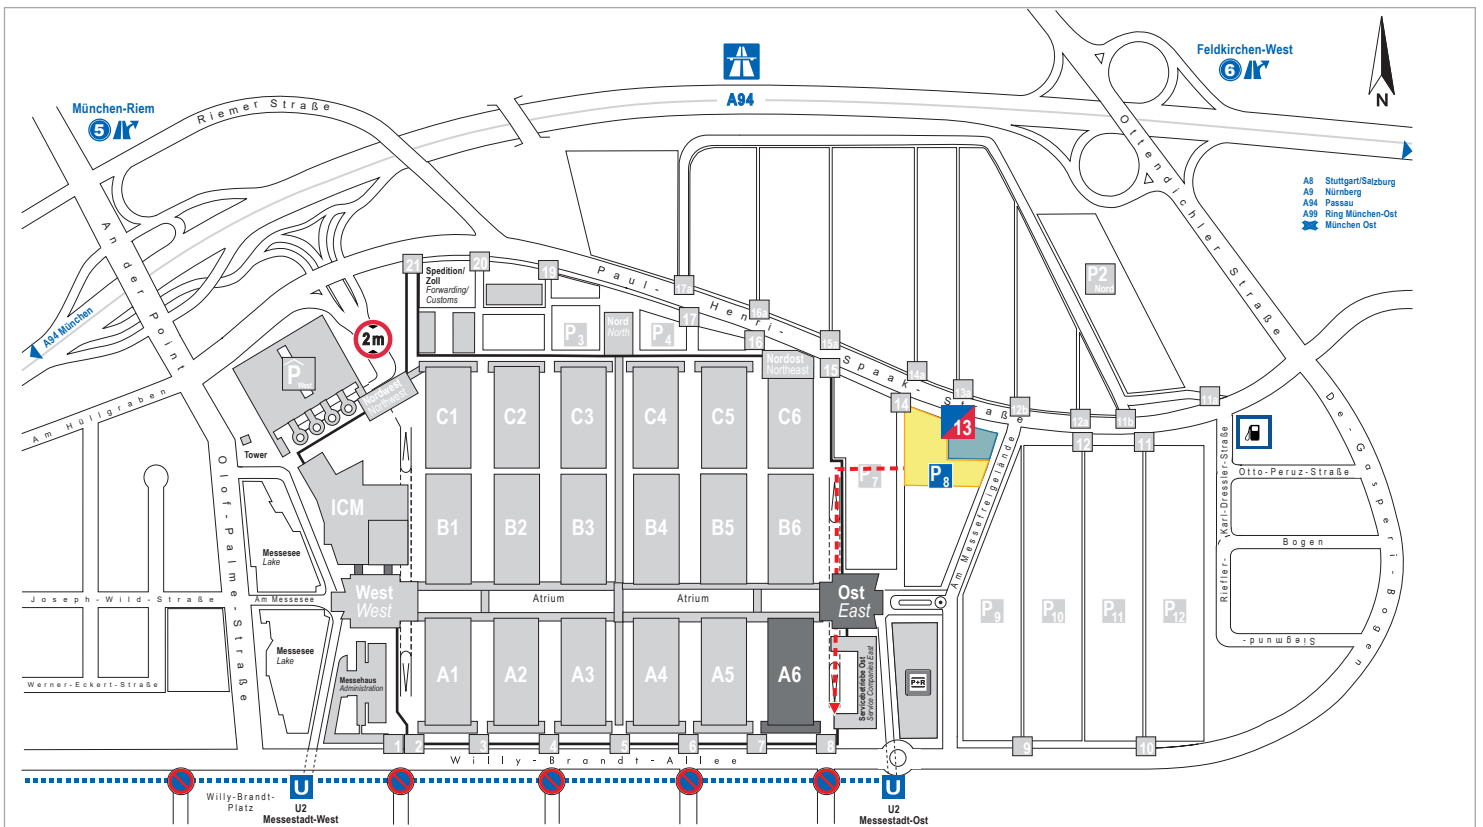 A94
Feldkirchen-West
6
N
München-Riem
5
Riemer Straße
Ottendichler Straße
A8 Stuttgart/Salzburg
A9 Nürnberg
A94 Passau
A99 Ring München-Ost
München Ost
An der Point
A94 München
Am Hüllgraben
2m
21
20
19
Spedition/
Zoll
Forwarding/
Customs
Paul-Henri-Spaak-Straße
17a
16a
15a
14a
13a
12b
12a
11b
11a
17
16
15
14
13
12
11
P2
Nord
P3
Nord
North
P4
Nordost
Northeast
P
West
Nordwest
Northwest
Tower
C1
C2
C3
C4
C5
C6
P7
P8
Am Messefreigelände
Karl-Dressler-Straße
Riefler-
Otto-Peruz-Straße
Bogen
Siegmund-
De-Gasperi-Bogen
Olof-Palme-Straße
ICM
B1
B2
B3
B4
B5
B6
Messesee
Lake
Joseph-Wild-Straße
Am Messesee
West
West
Atrium
Atrium
Ost
East
P9
P10
P11
P12
Messesee
Lake
Werner-Eckert-Straße
Messehaus
Administration
A1
A2
A3
A4
A5
A6
Servicebetriebe Ost
Service Companies East
P+R
1
2
3
4
5
6
7
8
9
10
Willy-Brandt-Allee
Willy-Brandt-
Platz
U
U2
Messestadt-West
U
U2
Messestadt-Ost